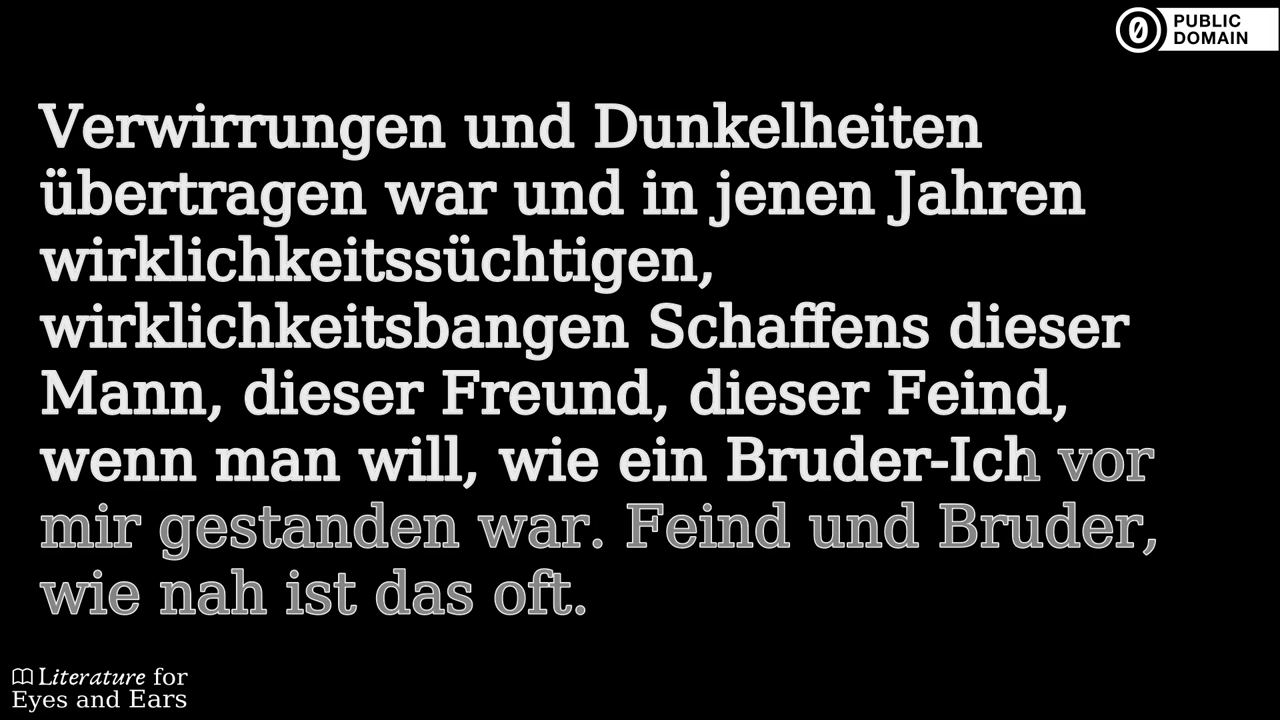 PUBLIC
DOMAIN
Verwirrungen und Dunkelheiten
übertragen war und in jenen Jahren
wirklichkeitssüchtigen,
wirklichkeitsbangen Schaffens dieser
Mann, dieser Freund, dieser Feind,
wenn man will, wie ein Bruder-Ich vor
mir gestanden war. Feind und Bruder,
wie nah ist das oft.
Literature for
Eyes and Ears